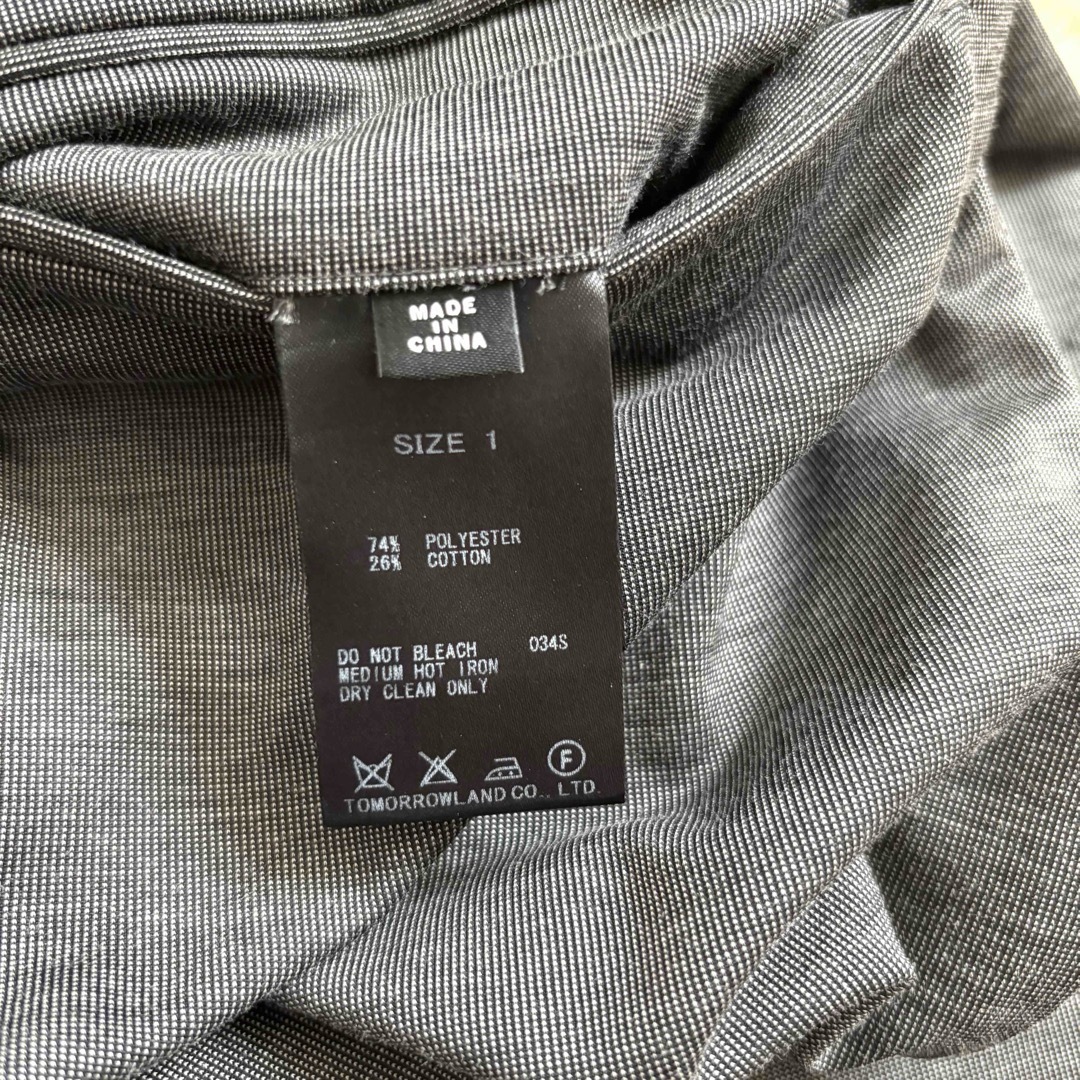 MADE
IN
CHINA
SIZE 1
74% POLYESTER
26% COTTON
DO NOT BLEACH 034S
MEDIUM HOT IRON
DRY CLEAN ONLY
F
TOMORROWLAND CO., LTD